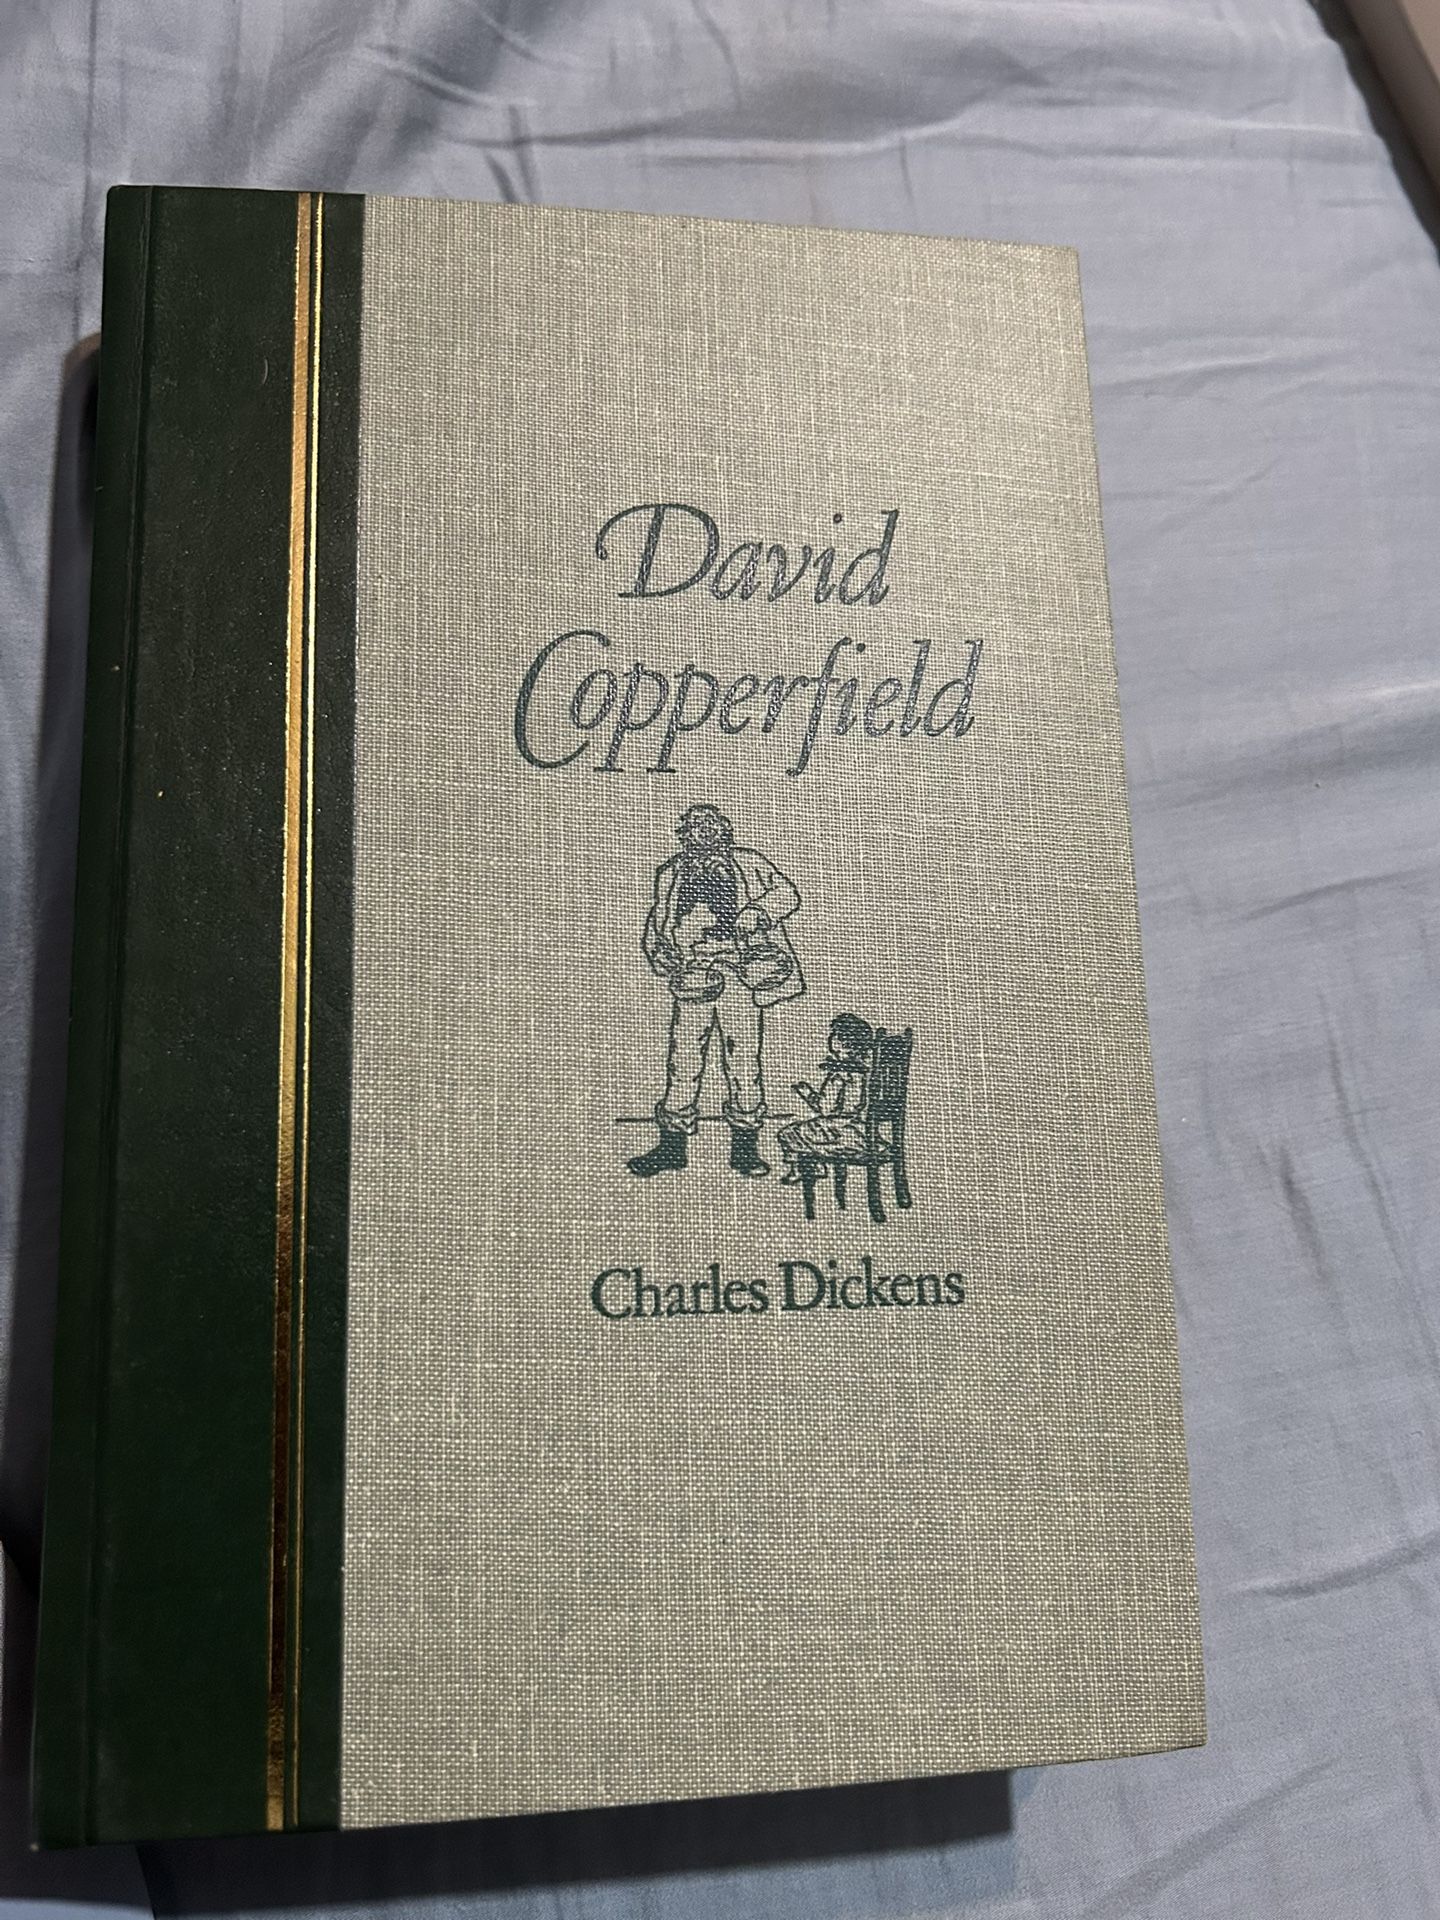 David
Copperfield
Charles Dickens